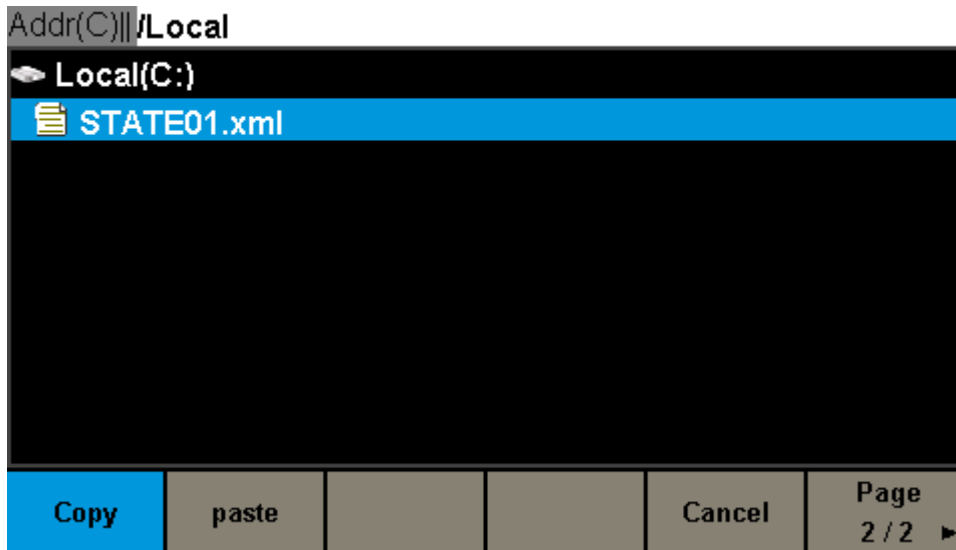 Addr(C)|| /Local
Local(C:)
STATE01.xml
Copy
paste
Cancel
Page
2 / 2 ►